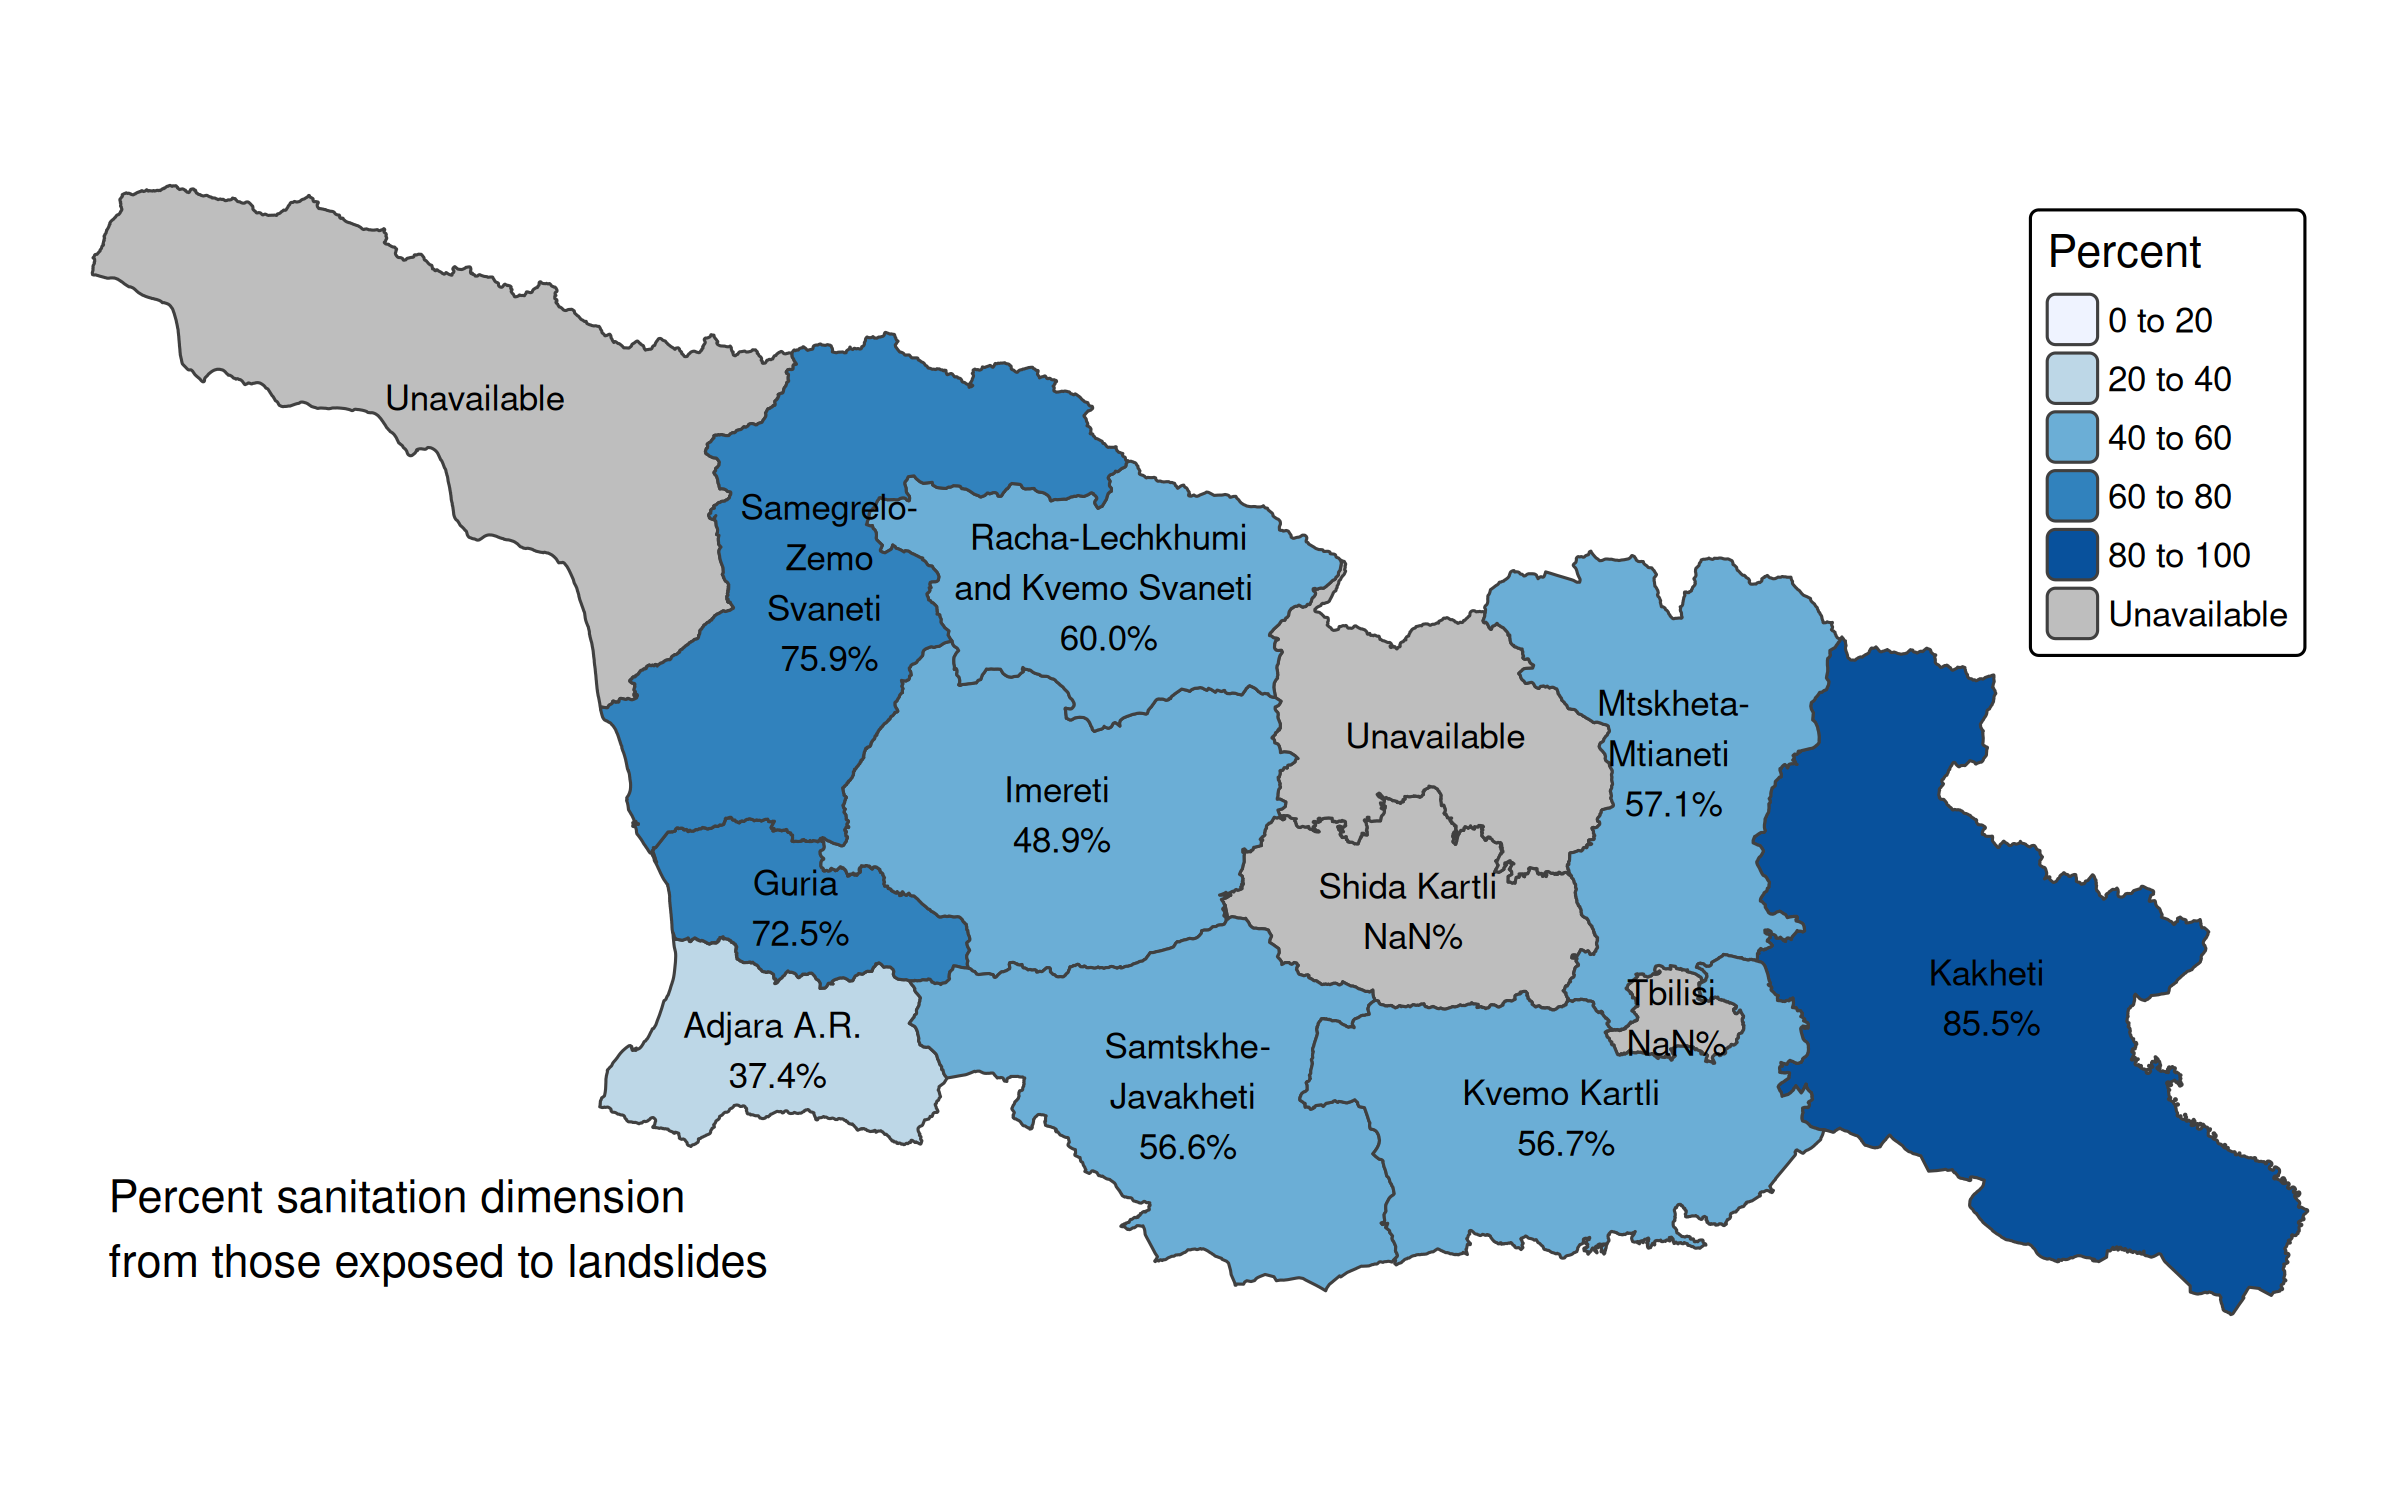 Percent
0 to 20
20 to 40
40 to 60
60 to 80
80 to 100
Unavailable
Unavailable
Samegrelo-
Zemo
Svaneti
75.9%
Racha-Lechkhumi
and Kvemo Svaneti
60.0%
Unavailable
Mtskheta-
Mtianeti
57.1%
Imereti
48.9%
Guria
72.5%
Shida Kartli
NaN%
Tbilisi
NaN%
Kakheti
85.5%
Adjara A.R.
37.4%
Samtskhe-
Javakheti
56.6%
Kvemo Kartli
56.7%
Percent sanitation dimension
from those exposed to landslides